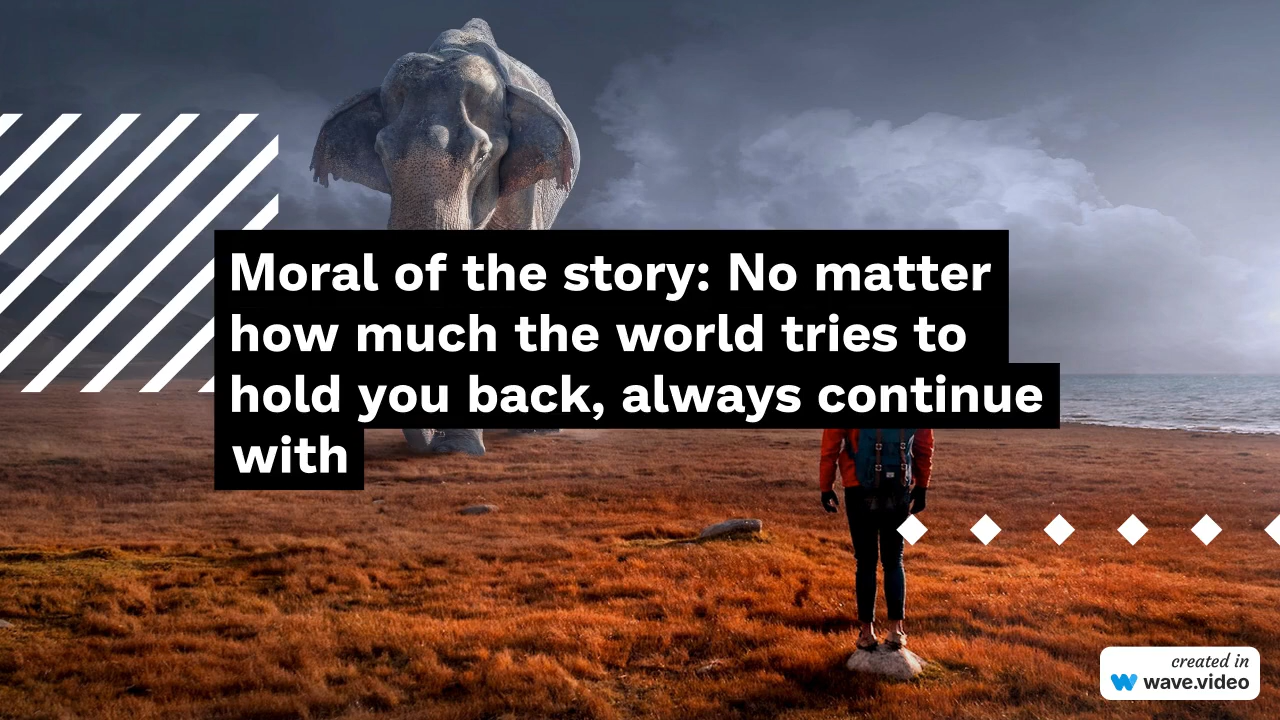 Moral of the story: No matter
how much the world tries to
hold you back, always continue
with
created in
wave.video